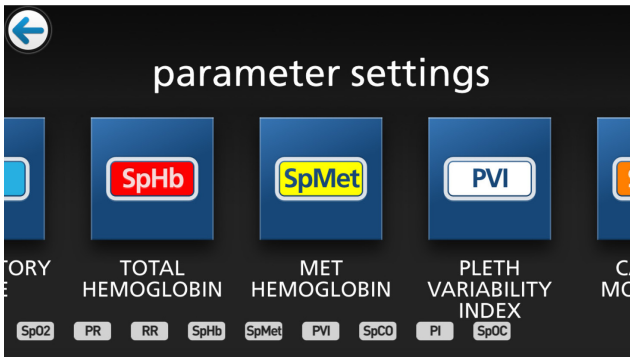 parameter settings
SpHb
SpMet
PVI
TORY
TOTAL
HEMOGLOBIN
MET
HEMOGLOBIN
PLETH
VARIABILITY
INDEX
SpO2 PR RR SpHb SpMet PVI SpCO PI SpOC